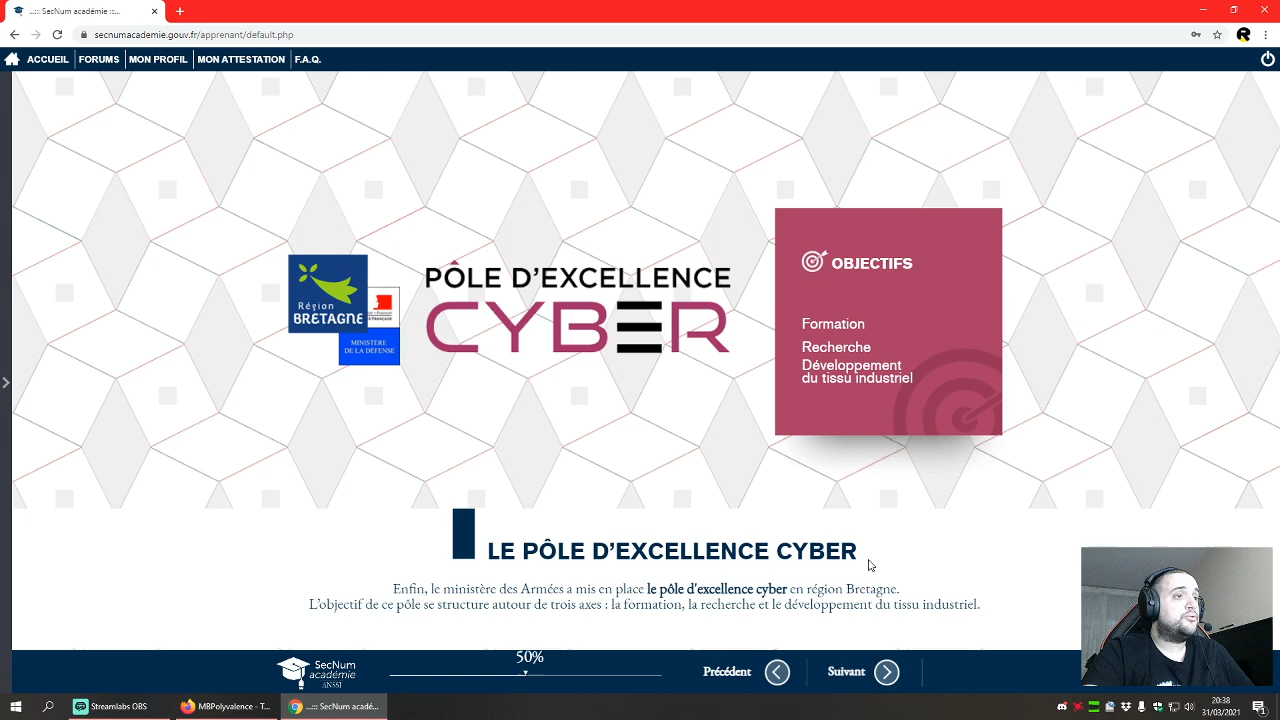 ..:: SecNum académie ::..
secnumacademie.gouv.fr/apprenant/default.php
ACCUEIL
FORUMS
MON PROFIL
MON ATTESTATION
F.A.Q.
Région
BRETAGNE
MINISTÈRE
DE LA DÉFENSE
PÔLE D'EXCELLENCE
CYBER
OBJECTIFS
Formation
Recherche
Développement
du tissu industriel
LE PÔLE D'EXCELLENCE CYBER
Enfin, le ministère des Armées a mis en place le pôle d'excellence cyber en région Bretagne.
L'objectif de ce pôle se structure autour de trois axes : la formation, la recherche et le développement du tissu industriel.
SecNum
académie
ANSSI
50%
Précédent
Suivant
Streamlabs OBS
MBPolyvalence - T...
..:: SecNum acadé...
20:38
31/03/2021